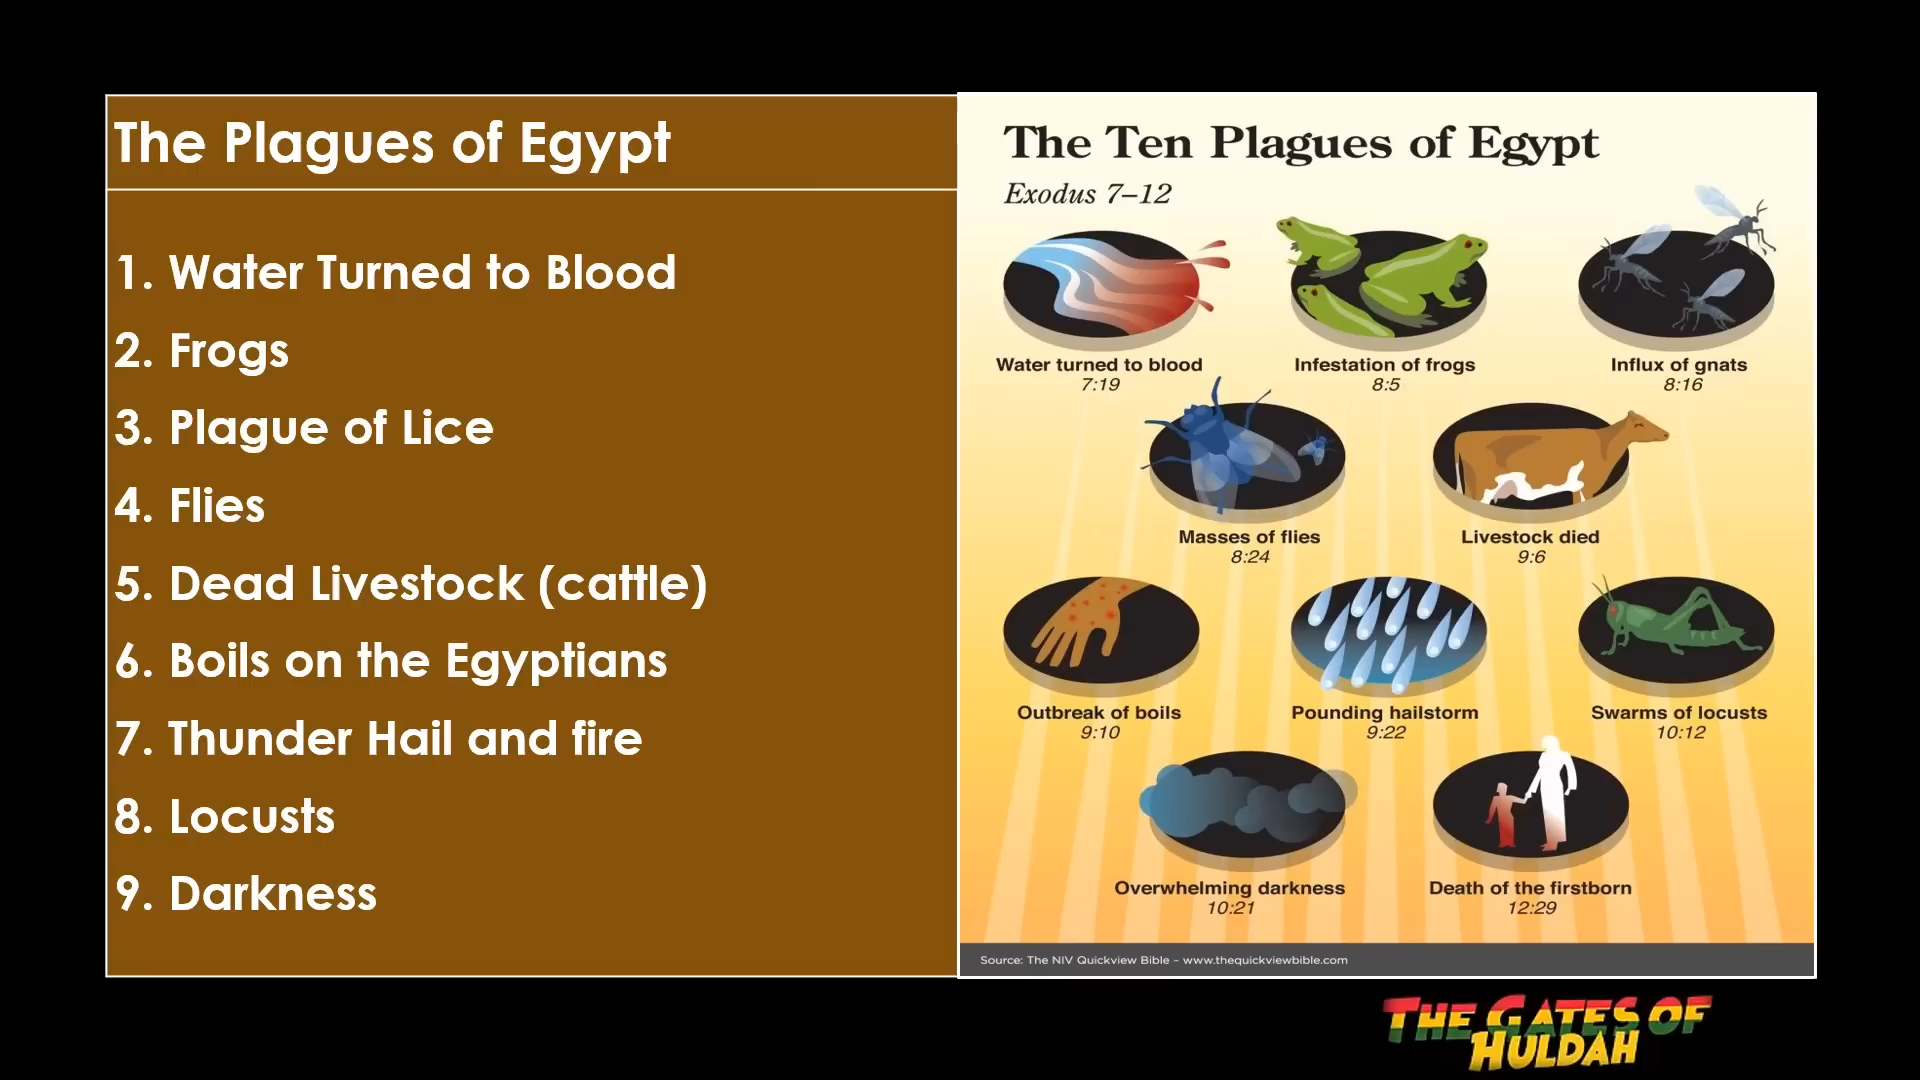 The Plagues of Egypt
1. Water Turned to Blood
2. Frogs
3. Plague of Lice
4. Flies
5. Dead Livestock (cattle)
6. Boils on the Egyptians
7. Thunder Hail and fire
8. Locusts
9. Darkness
The Ten Plagues of Egypt
Exodus 7–12
Water turned to blood
7:19
Infestation of frogs
8:5
Influx of gnats
8:16
Masses of flies
8:24
Livestock died
9:6
Outbreak of boils
9:10
Pounding hailstorm
9:22
Swarms of locusts
10:12
Overwhelming darkness
10:21
Death of the firstborn
12:29
Source: The NIV Quickview Bible – www.thequickviewbible.com
THE GATES OF
HULDAH